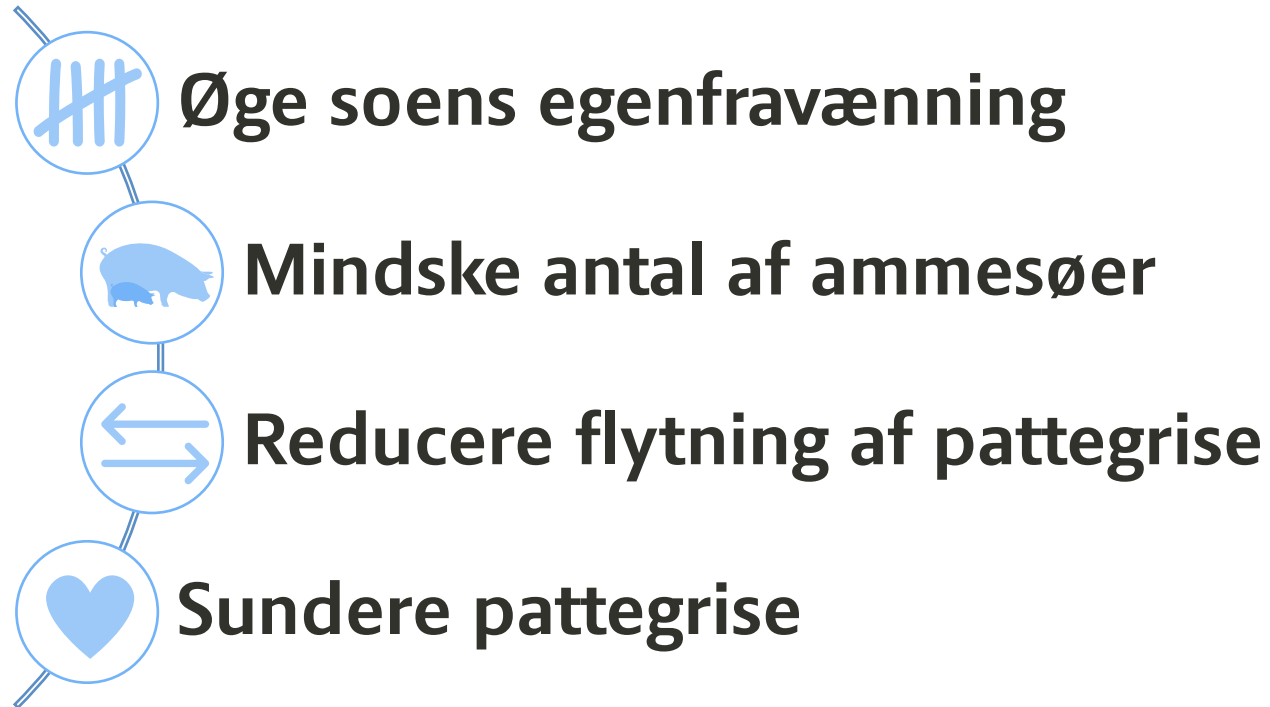 Øge soens egenfravænning
Mindske antal af ammesøer
Reducere flytning af pattegrise
Sundere pattegrise